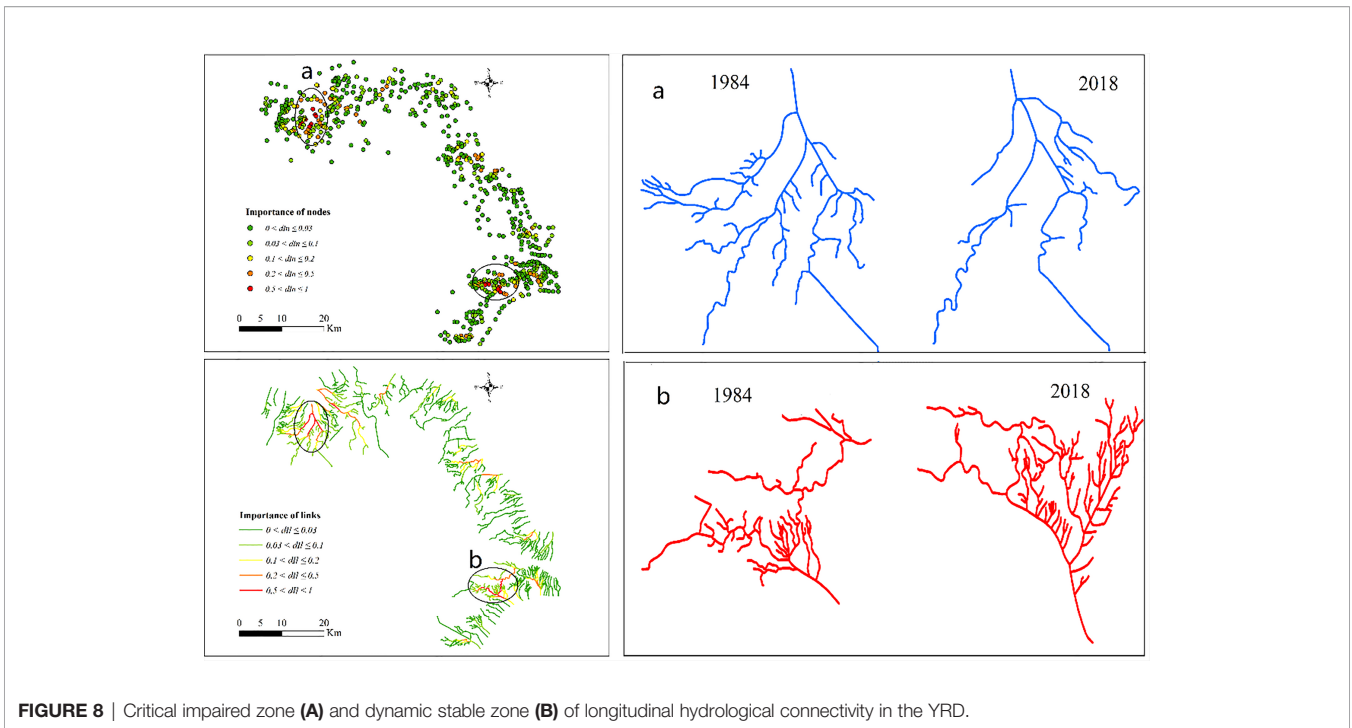 a
Importance of nodes
0 < dIn ≤ 0.03
0.03 < dIn ≤ 0.1
0.1 < dIn ≤ 0.2
0.2 < dIn ≤ 0.5
0.5 < dIn ≤ 1
0 10 20
Km
a
1984
2018
Importance of links
0 < dIl ≤ 0.03
0.03 < dIl ≤ 0.1
0.1 < dIl ≤ 0.2
0.2 < dIl ≤ 0.5
0.5 < dIl < 1
b
0 10 20
Km
b
1984
2018
FIGURE 8 | Critical impaired zone (A) and dynamic stable zone (B) of longitudinal hydrological connectivity in the YRD.